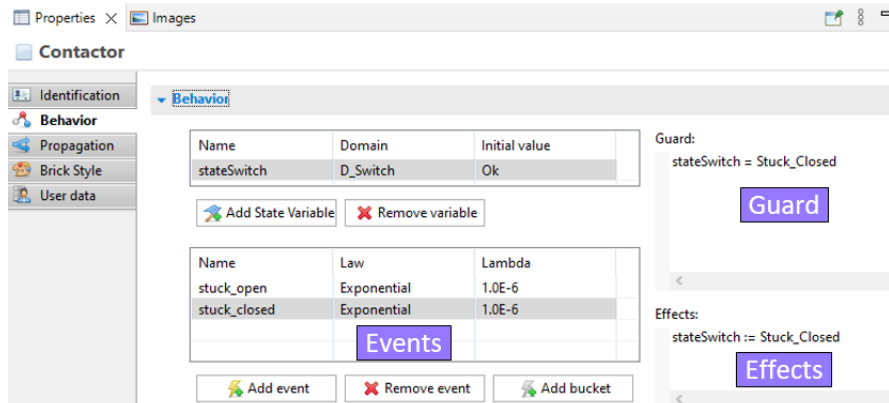 Properties
Images
Contactor
Identification
Behavior
Propagation
Brick Style
User data
Behavior
Name Domain Initial value
stateSwitch D_Switch Ok
Add State Variable Remove variable
Name Law Lambda
stuck_open Exponential 1.0E-6
stuck_closed Exponential 1.0E-6
Events
Add event Remove event Add bucket
Guard:
stateSwitch = Stuck_Closed
Guard
Effects:
stateSwitch := Stuck_Closed
Effects